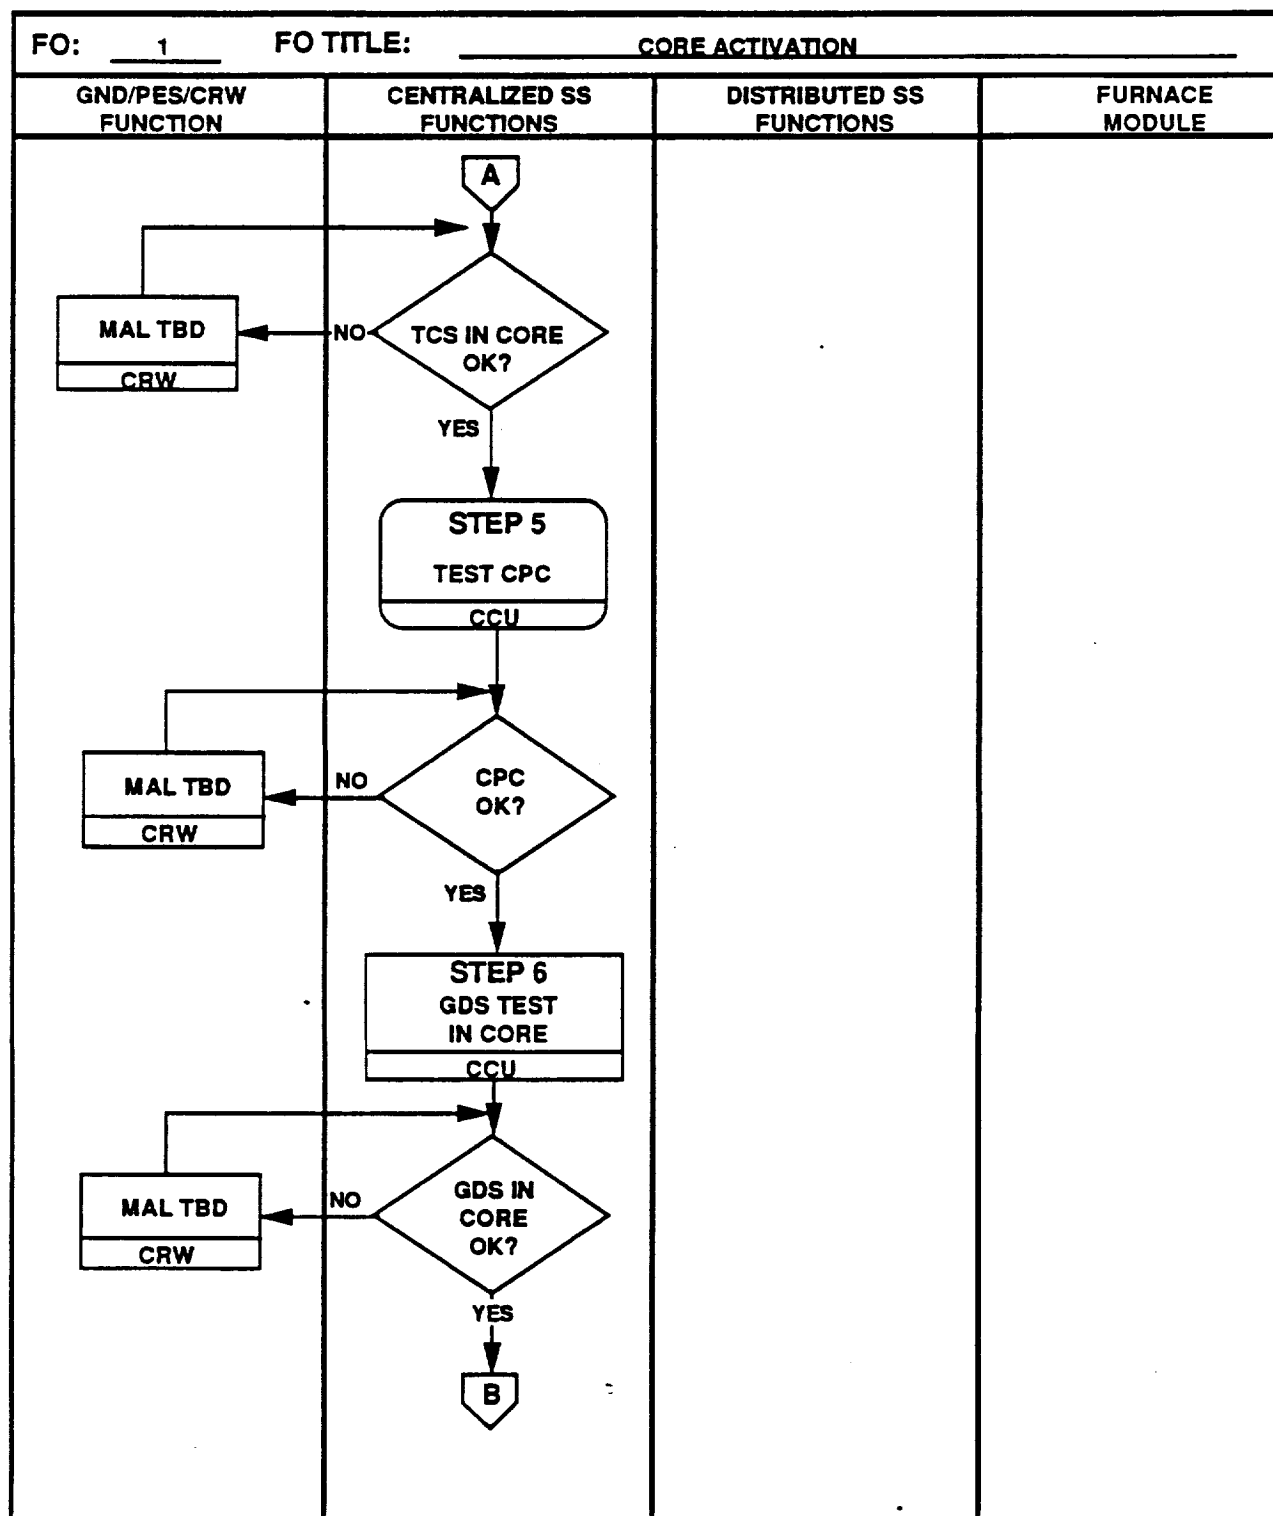 FO: 1 FO TITLE: CORE ACTIVATION
GND/PES/CRW
FUNCTION
CENTRALIZED SS
FUNCTIONS
DISTRIBUTED SS
FUNCTIONS
FURNACE
MODULE
A
TCS IN CORE
OK?
NO
MAL TBD
CRW
YES
STEP 5
TEST CPC
CCU
CPC
OK?
NO
MAL TBD
CRW
YES
STEP 6
GDS TEST
IN CORE
CCU
GDS IN
CORE
OK?
NO
MAL TBD
CRW
YES
B